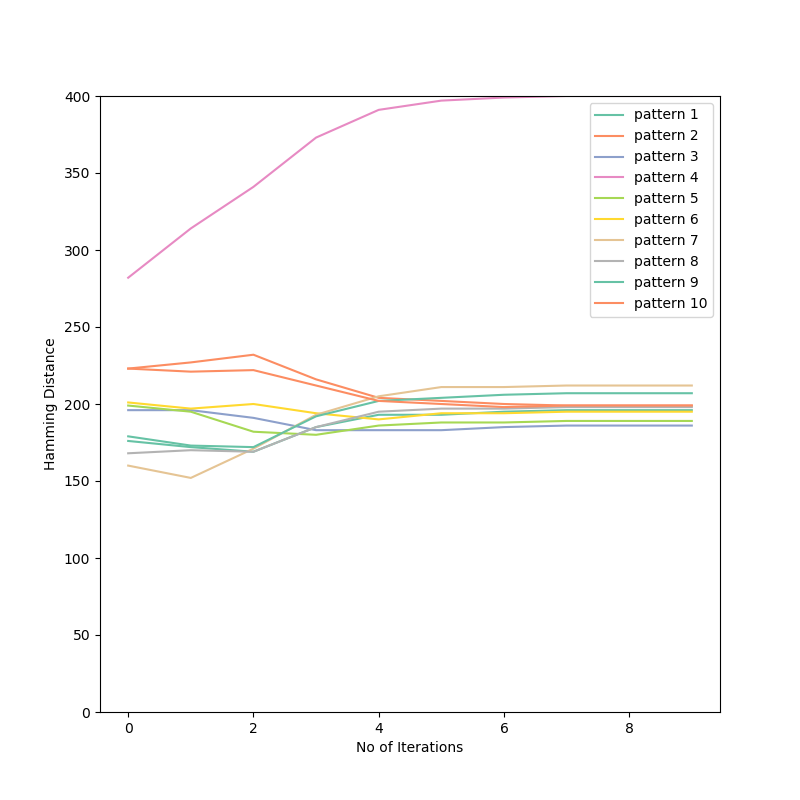 400
350
300
250
200
150
100
50
0
Hamming Distance
pattern 1
pattern 2
pattern 3
pattern 4
pattern 5
pattern 6
pattern 7
pattern 8
pattern 9
pattern 10
0 2 4 6 8
No of Iterations